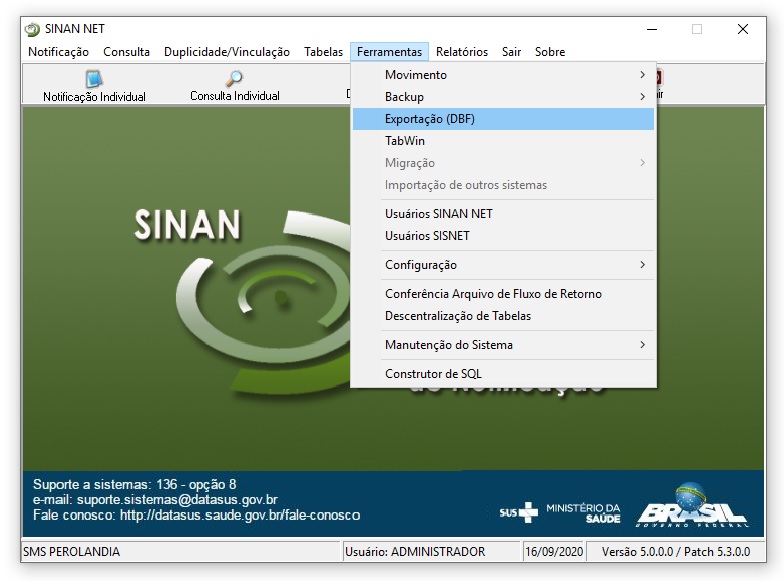 SINAN NET
Notificação Consulta Duplicidade/Vinculação Tabelas Ferramentas Relatórios Sair Sobre
Notificação Individual Consulta Individual
Movimento
Backup
Exportação (DBF)
TabWin
Migração
Importação de outros sistemas
Usuários SINAN NET
Usuários SISNET
Configuração
Conferência Arquivo de Fluxo de Retorno
Descentralização de Tabelas
Manutenção do Sistema
Construtor de SQL
SINAN
de Notificação
Suporte a sistemas: 136 - opção 8
e-mail: suporte.sistemas@datasus.gov.br
Fale conosco: http://datasus.saude.gov.br/fale-conosco
SUS MINISTÉRIO DA SAÚDE
BRASIL
GOVERNO FEDERAL
SMS PEROLANDIA Usuário: ADMINISTRADOR 16/09/2020 Versão 5.0.0.0 / Patch 5.3.0.0